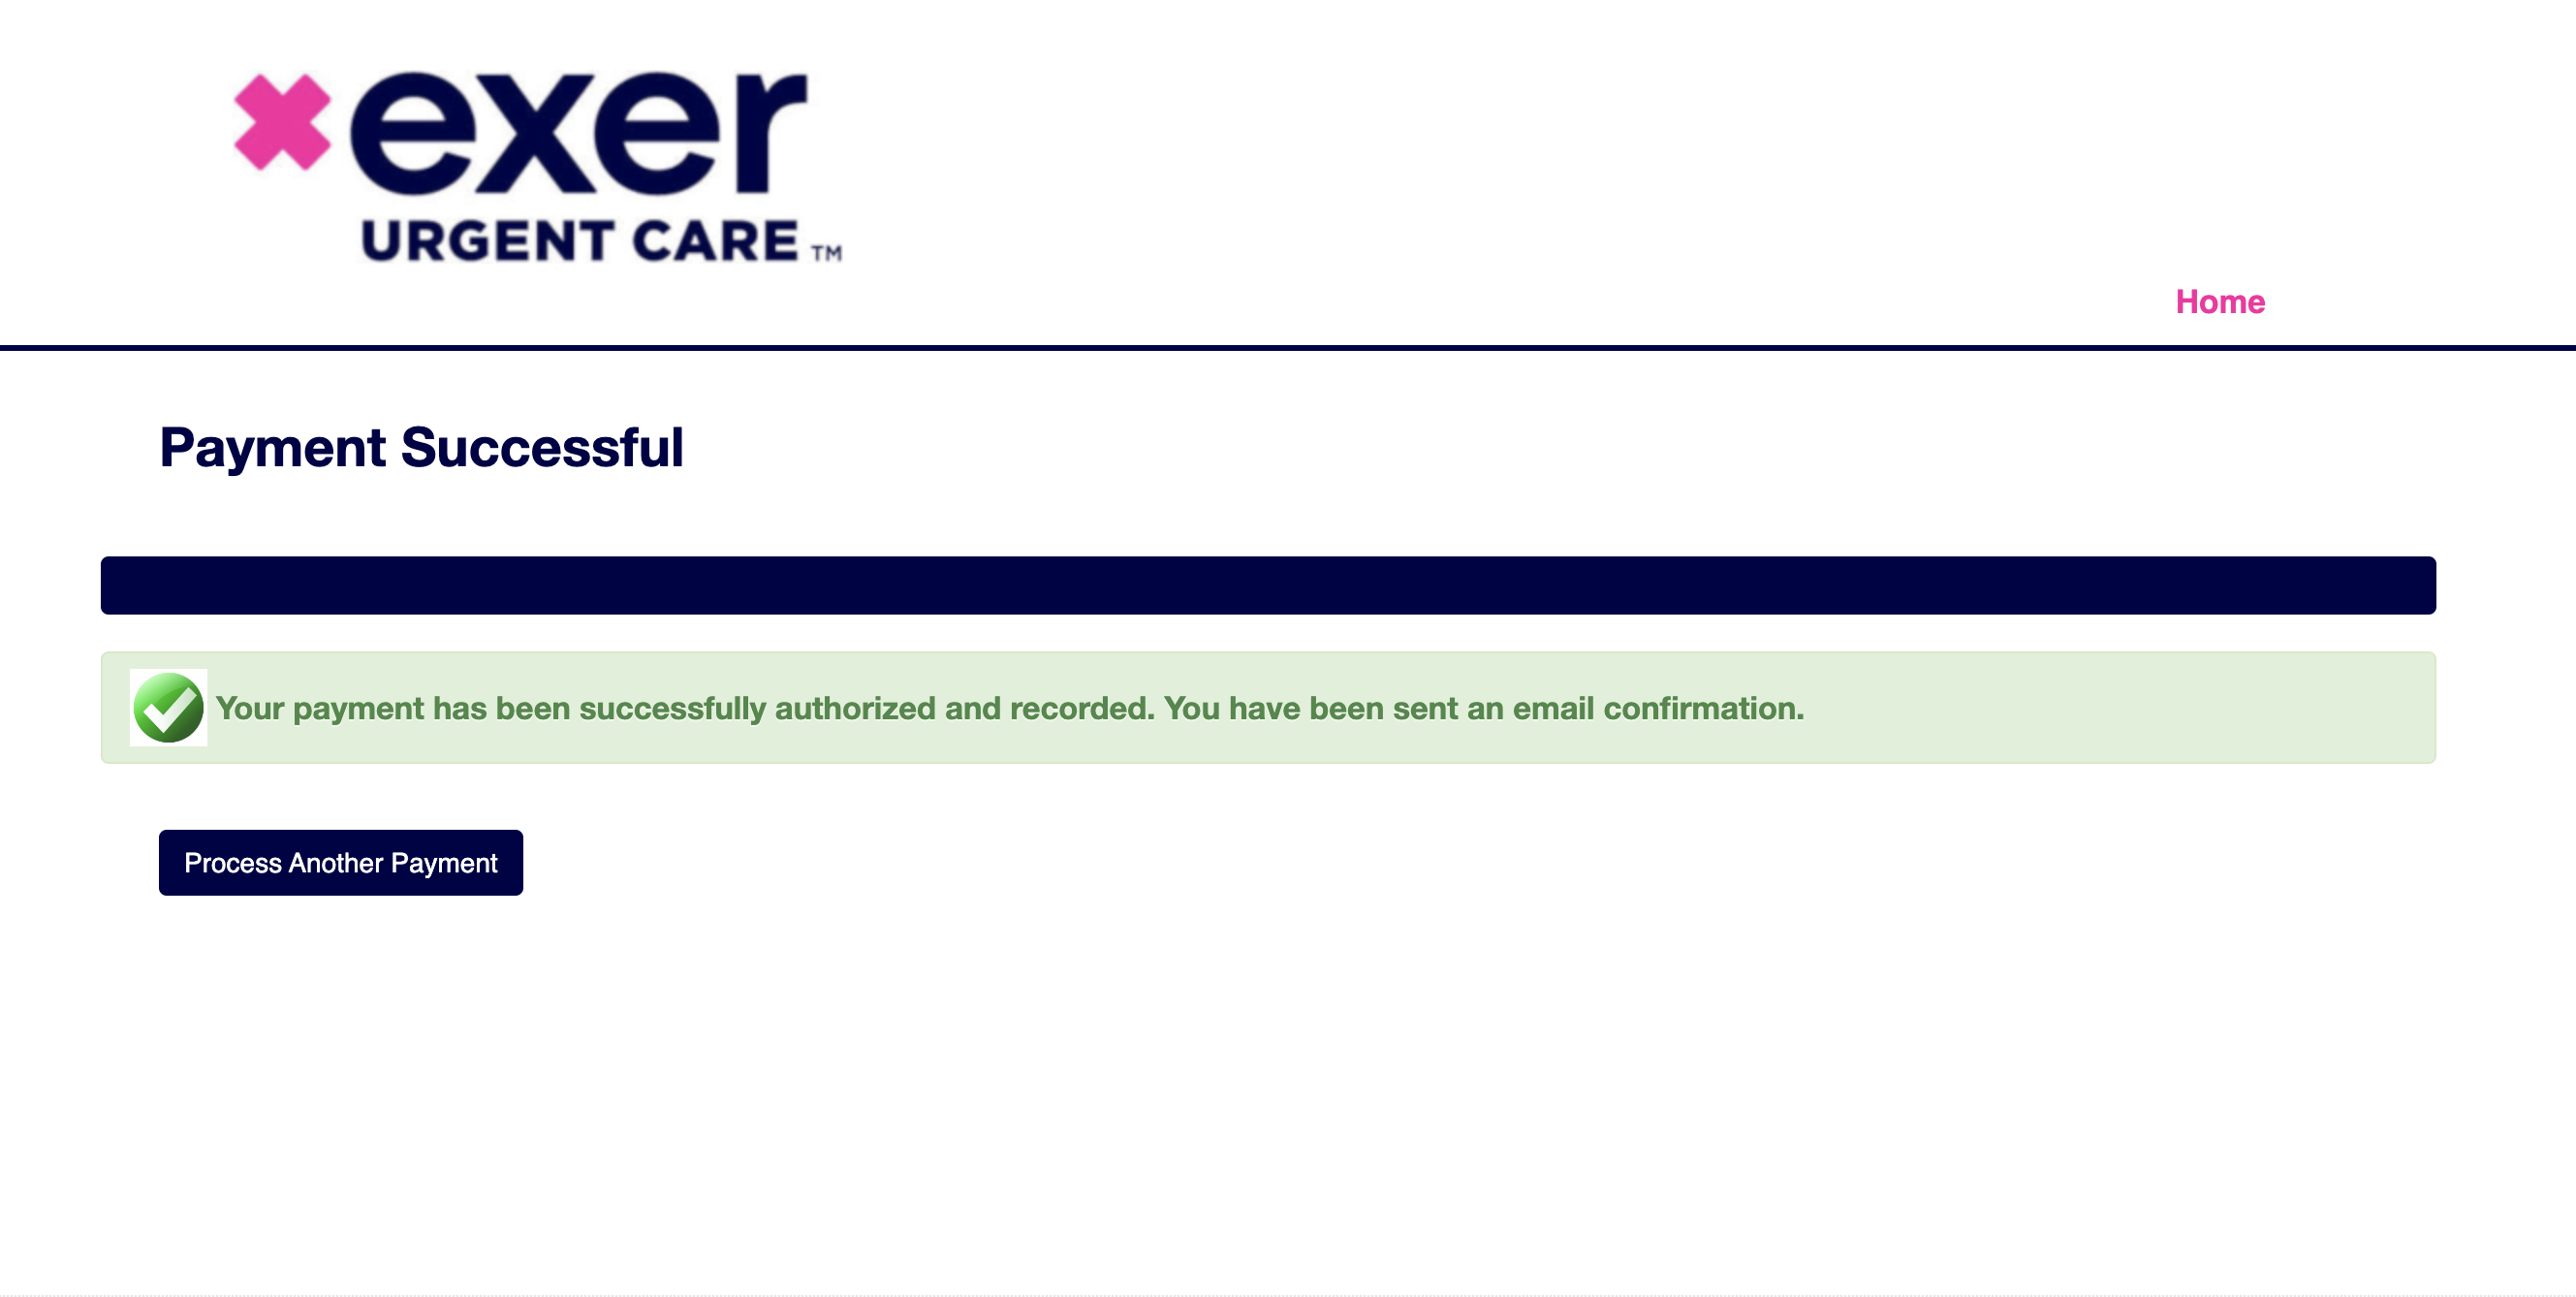 exer
URGENT CARE ™
Home
Payment Successful
Your payment has been successfully authorized and recorded. You have been sent an email confirmation.
Process Another Payment